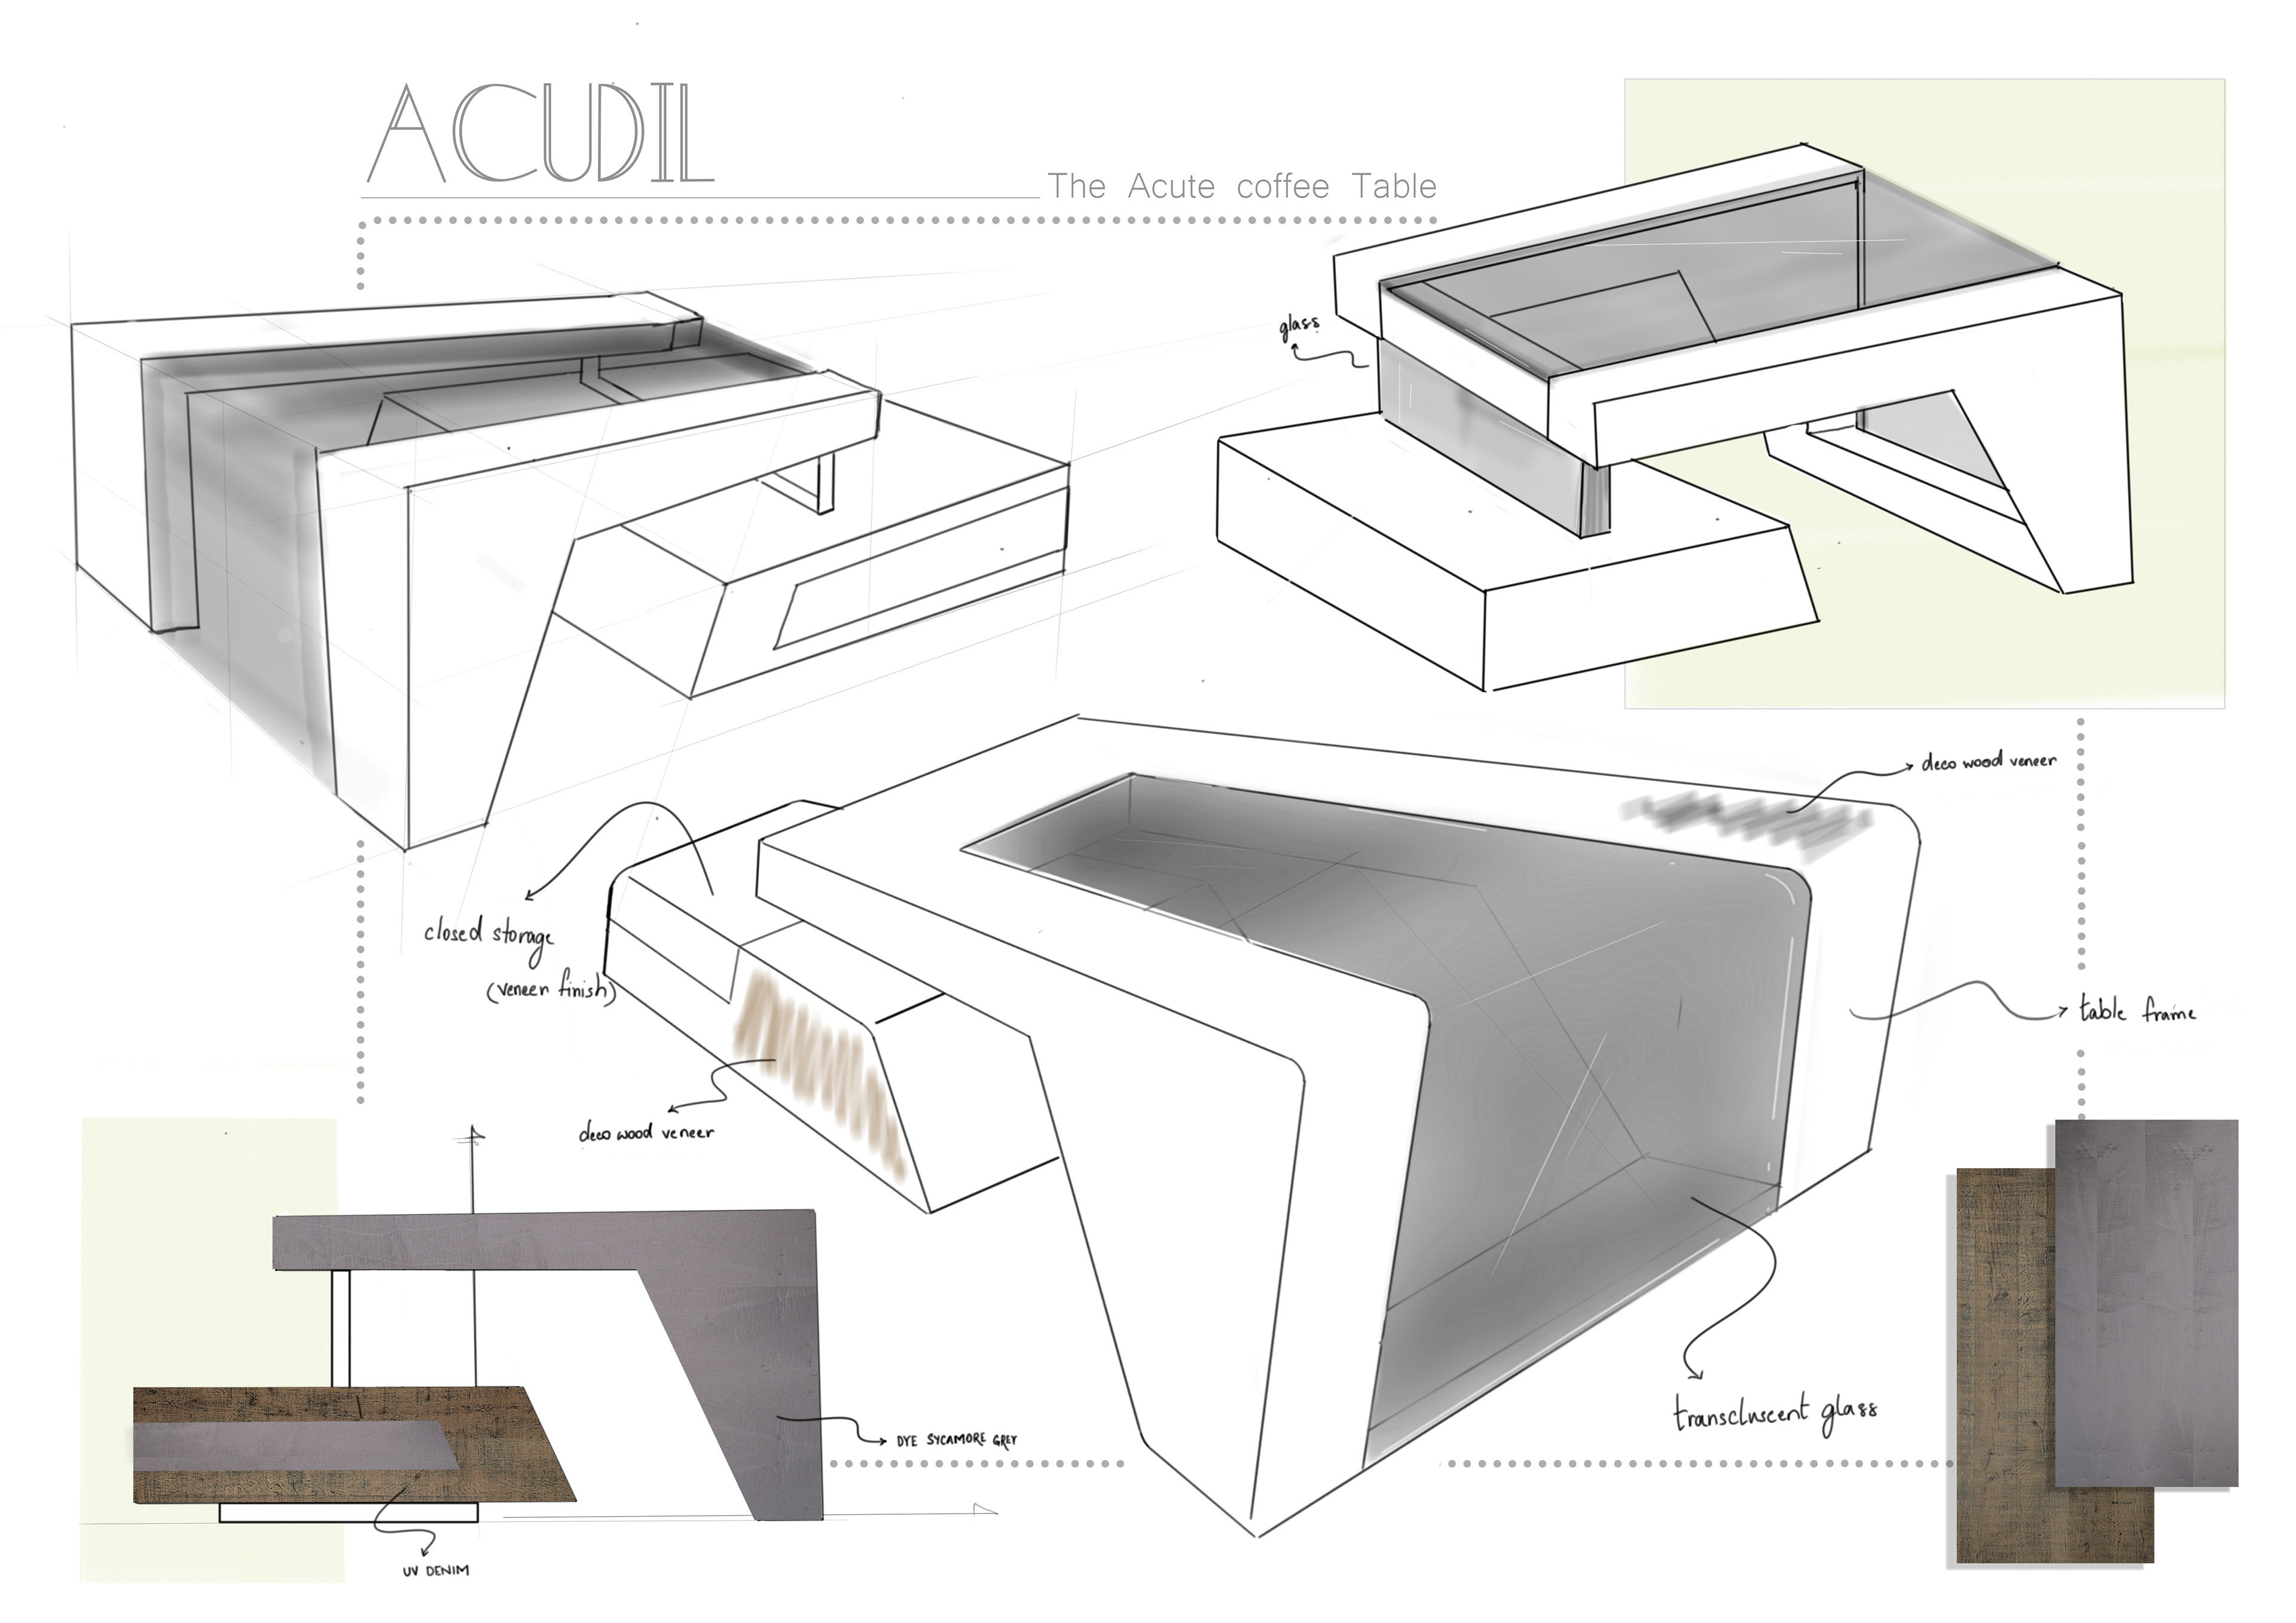 ACUDIL
The Acute coffee Table
glass
deco wood veneer
closed storage
(veneer finish)
table frame
deco wood veneer
transcluscent glass
DYE SYCAMORE GREY
UV DENIM